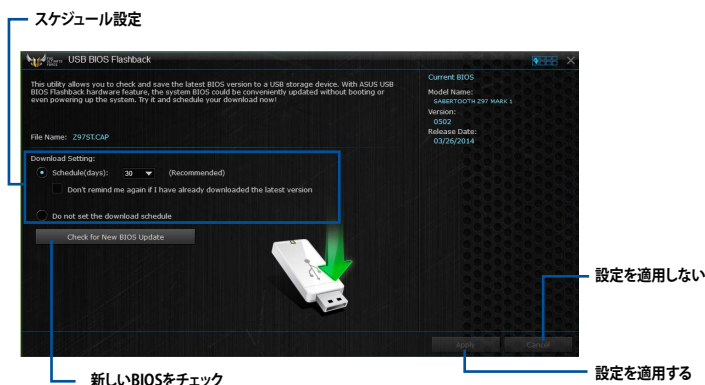 スケジュール設定
USB BIOS Flashback
This utility allows you to check and save the latest BIOS version to a USB storage device. With ASUS USB
BIOS Flashback hardware feature, the system BIOS could be conveniently updated without booting or
even powering up the system. Try it and schedule your download now!
File Name: Z97ST.CAP
Current BIOS
Model Name:
SABERTOOTH Z97 MARK 1
Version:
0502
Release Date:
03/26/2014
Download Setting:
Schedule(days): 30 (Recommended)
Don't remind me again if I have already downloaded the latest version
Do not set the download schedule
Check for New BIOS Update
Apply Cancel
設定を適用しない
設定を適用する
新しいBIOSをチェック